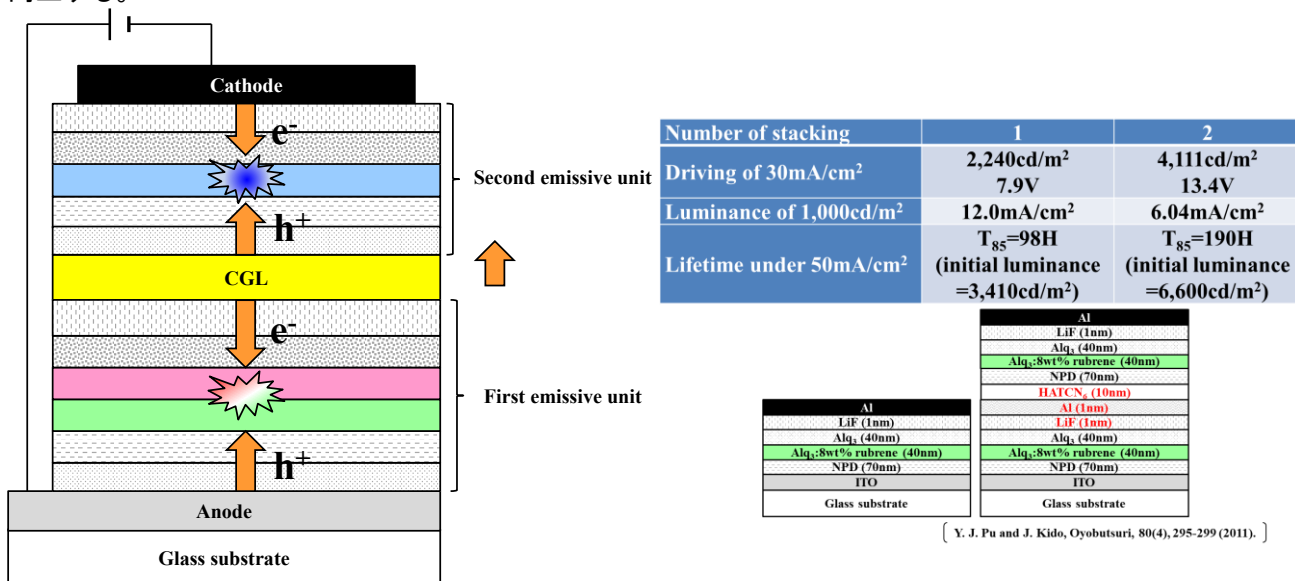 Cathode
e-
h+
Second emissive unit
CGL
e-
h+
First emissive unit
Anode
Glass substrate
Number of stacking 1 2
Driving of 30mA/cm2 2,240cd/m2 7.9V 4,111cd/m2 13.4V
Luminance of 1,000cd/m2 12.0mA/cm2 6.04mA/cm2
Lifetime under 50mA/cm2 T85=98H (initial luminance =3,410cd/m2) T85=190H (initial luminance =6,600cd/m2)
Al
LiF (1nm)
Alq3 (40nm)
Alq3:8wt% rubrene (40nm)
NPD (70nm)
ITO
Glass substrate
Al
LiF (1nm)
Alq3 (40nm)
Alq3:8wt% rubrene (40nm)
NPD (70nm)
HATCN6 (10nm)
Al (1nm)
LiF (1nm)
Alq3 (40nm)
Alq3:8wt% rubrene (40nm)
NPD (70nm)
ITO
Glass substrate
[ Y. J. Pu and J. Kido, Oyobutsuri, 80(4), 295-299 (2011). ]